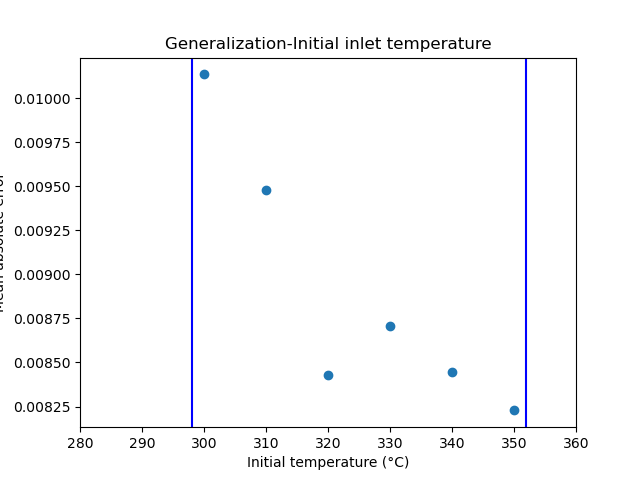 Generalization-Initial inlet temperature
0.01000
0.00975
0.00950
0.00925
0.00900
0.00875
0.00850
0.00825
280 290 300 310 320 330 340 350 360
Initial temperature (°C)
Mean absolute error